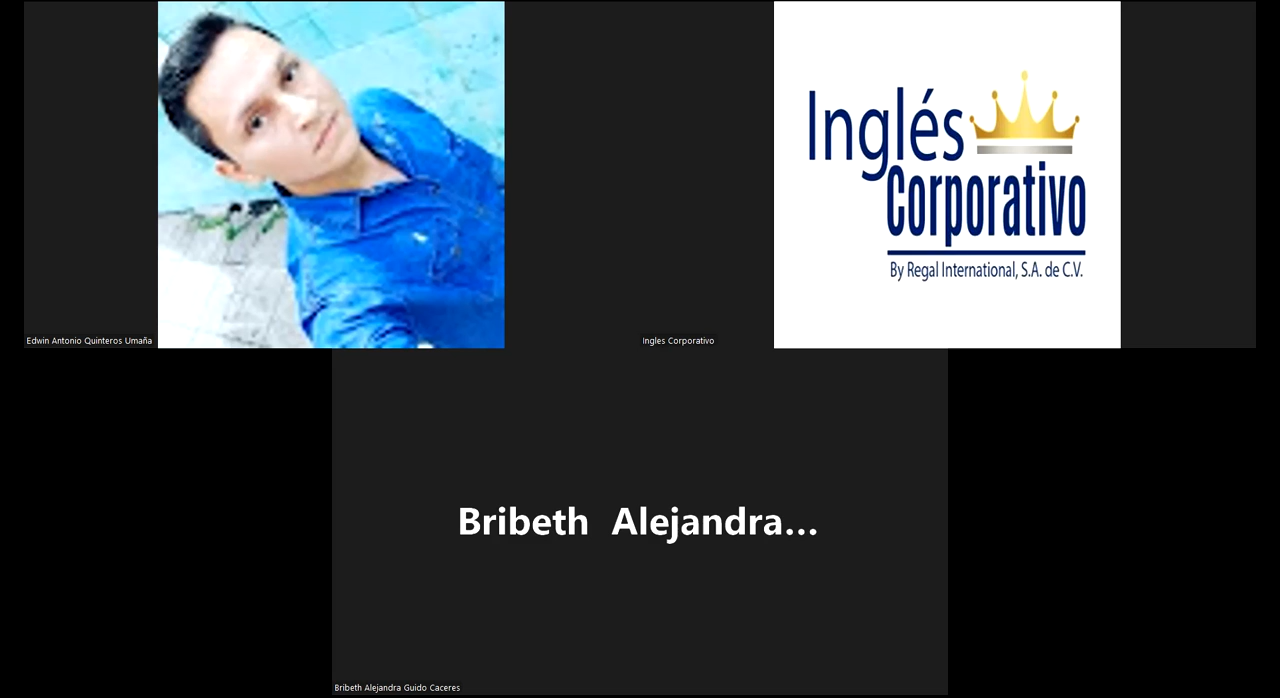 Edwin Antonio Quinteros Umaña
Inglés
Corporativo
By Regal International, S.A. de C.V.
Ingles Corporativo
Bribeth Alejandra...
Bribeth Alejandra Guido Caceres